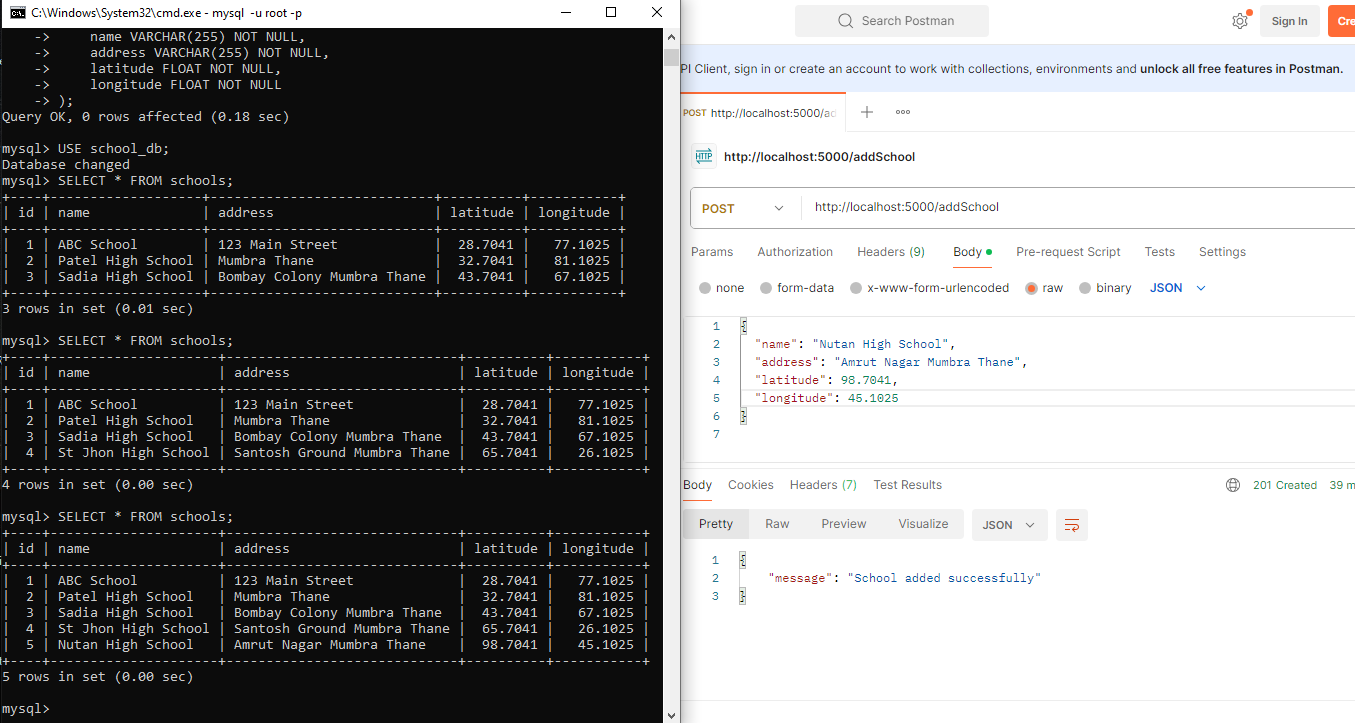 C:\Windows\System32\cmd.exe - mysql -u root -p
    ->     name VARCHAR(255) NOT NULL,
    ->     address VARCHAR(255) NOT NULL,
    ->     latitude FLOAT NOT NULL,
    ->     longitude FLOAT NOT NULL
    -> );
Query OK, 0 rows affected (0.18 sec)
mysql> USE school_db;
Database changed
mysql> SELECT * FROM schools;
+----+-------------------+----------------------------+----------+-----------+
| id | name              | address                    | latitude | longitude |
+----+-------------------+----------------------------+----------+-----------+
|  1 | ABC School        | 123 Main Street            |  28.7041 |   77.1025 |
|  2 | Patel High School | Mumbra Thane               |  32.7041 |   81.1025 |
|  3 | Sadia High School | Bombay Colony Mumbra Thane |  43.7041 |   67.1025 |
+----+-------------------+----------------------------+----------+-----------+
3 rows in set (0.01 sec)
mysql> SELECT * FROM schools;
+----+---------------------+-----------------------------+----------+-----------+
| id | name                | address                     | latitude | longitude |
+----+---------------------+-----------------------------+----------+-----------+
|  1 | ABC School          | 123 Main Street             |  28.7041 |   77.1025 |
|  2 | Patel High School   | Mumbra Thane                |  32.7041 |   81.1025 |
|  3 | Sadia High School   | Bombay Colony Mumbra Thane  |  43.7041 |   67.1025 |
|  4 | St Jhon High School | Santosh Ground Mumbra Thane |  65.7041 |   26.1025 |
+----+---------------------+-----------------------------+----------+-----------+
4 rows in set (0.00 sec)
mysql> SELECT * FROM schools;
+----+---------------------+-----------------------------+----------+-----------+
| id | name                | address                     | latitude | longitude |
+----+---------------------+-----------------------------+----------+-----------+
|  1 | ABC School          | 123 Main Street             |  28.7041 |   77.1025 |
|  2 | Patel High School   | Mumbra Thane                |  32.7041 |   81.1025 |
|  3 | Sadia High School   | Bombay Colony Mumbra Thane  |  43.7041 |   67.1025 |
|  4 | St Jhon High School | Santosh Ground Mumbra Thane |  65.7041 |   26.1025 |
|  5 | Nutan High School   | Amrut Nagar Mumbra Thane    |  98.7041 |   45.1025 |
+----+---------------------+-----------------------------+----------+-----------+
5 rows in set (0.00 sec)
mysql>
Search Postman
Sign In
Cre
PI Client, sign in or create an account to work with collections, environments and unlock all free features in Postman.
POST http://localhost:5000/ad
HTTP http://localhost:5000/addSchool
POST http://localhost:5000/addSchool
Params Authorization Headers (9) Body Pre-request Script Tests Settings
none form-data x-www-form-urlencoded raw binary JSON
1 {
2 "name": "Nutan High School",
3 "address": "Amrut Nagar Mumbra Thane",
4 "latitude": 98.7041,
5 "longitude": 45.1025
6 }
7
Body Cookies Headers (7) Test Results 201 Created 39 m
Pretty Raw Preview Visualize JSON
1 {
2 "message": "School added successfully"
3 }